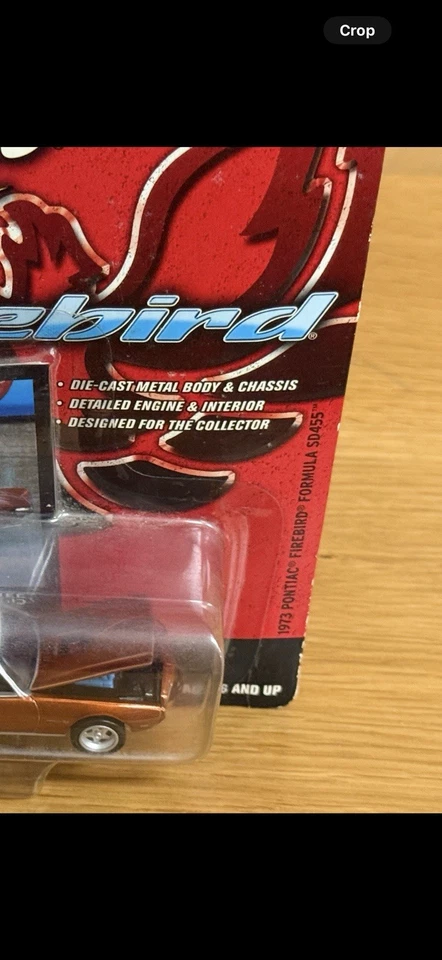 Crop
ebird®
• DIE-CAST METAL BODY & CHASSIS
• DETAILED ENGINE & INTERIOR
• DESIGNED FOR THE COLLECTOR
1973 PONTIAC® FIREBIRD® FORMULA SD455™
AND UP